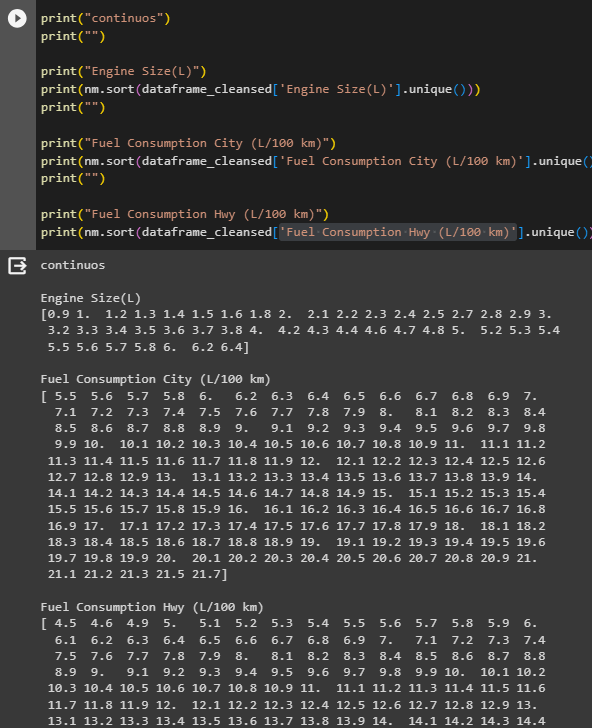 print("continuos")
print("")
print("Engine Size(L)")
print(nm.sort(dataframe_cleansed['Engine Size(L)'].unique()))
print("")
print("Fuel Consumption City (L/100 km)")
print(nm.sort(dataframe_cleansed['Fuel Consumption City (L/100 km)'].unique()
print("")
print("Fuel Consumption Hwy (L/100 km)")
print(nm.sort(dataframe_cleansed['Fuel Consumption Hwy (L/100 km)'].unique())
continuos
Engine Size(L)
[0.9 1.  1.2 1.3 1.4 1.5 1.6 1.8 2.  2.1 2.2 2.3 2.4 2.5 2.7 2.8 2.9 3.
3.2 3.3 3.4 3.5 3.6 3.7 3.8 4.  4.2 4.3 4.4 4.6 4.7 4.8 5.  5.2 5.3 5.4
5.5 5.6 5.7 5.8 6.  6.2 6.4]
Fuel Consumption City (L/100 km)
[ 5.5  5.6  5.7  5.8  6.   6.2  6.3  6.4  6.5  6.6  6.7  6.8  6.9  7.
7.1  7.2  7.3  7.4  7.5  7.6  7.7  7.8  7.9  8.   8.1  8.2  8.3  8.4
8.5  8.6  8.7  8.8  8.9  9.   9.1  9.2  9.3  9.4  9.5  9.6  9.7  9.8
9.9 10.  10.1 10.2 10.3 10.4 10.5 10.6 10.7 10.8 10.9 11.  11.1 11.2
11.3 11.4 11.5 11.6 11.7 11.8 11.9 12.  12.1 12.2 12.3 12.4 12.5 12.6
12.7 12.8 12.9 13.  13.1 13.2 13.3 13.4 13.5 13.6 13.7 13.8 13.9 14.
14.1 14.2 14.3 14.4 14.5 14.6 14.7 14.8 14.9 15.  15.1 15.2 15.3 15.4
15.5 15.6 15.7 15.8 15.9 16.  16.1 16.2 16.3 16.4 16.5 16.6 16.7 16.8
16.9 17.  17.1 17.2 17.3 17.4 17.5 17.6 17.7 17.8 17.9 18.  18.1 18.2
18.3 18.4 18.5 18.6 18.7 18.8 18.9 19.  19.1 19.2 19.3 19.4 19.5 19.6
19.7 19.8 19.9 20.  20.1 20.2 20.3 20.4 20.5 20.6 20.7 20.8 20.9 21.
21.1 21.2 21.3 21.5 21.7]
Fuel Consumption Hwy (L/100 km)
[ 4.5  4.6  4.9  5.   5.1  5.2  5.3  5.4  5.5  5.6  5.7  5.8  5.9  6.
6.1  6.2  6.3  6.4  6.5  6.6  6.7  6.8  6.9  7.   7.1  7.2  7.3  7.4
7.5  7.6  7.7  7.8  7.9  8.   8.1  8.2  8.3  8.4  8.5  8.6  8.7  8.8
8.9  9.   9.1  9.2  9.3  9.4  9.5  9.6  9.7  9.8  9.9 10.  10.1 10.2
10.3 10.4 10.5 10.6 10.7 10.8 10.9 11.  11.1 11.2 11.3 11.4 11.5 11.6
11.7 11.8 11.9 12.  12.1 12.2 12.3 12.4 12.5 12.6 12.7 12.8 12.9 13.
13.1 13.2 13.3 13.4 13.5 13.6 13.7 13.8 13.9 14.  14.1 14.2 14.3 14.4